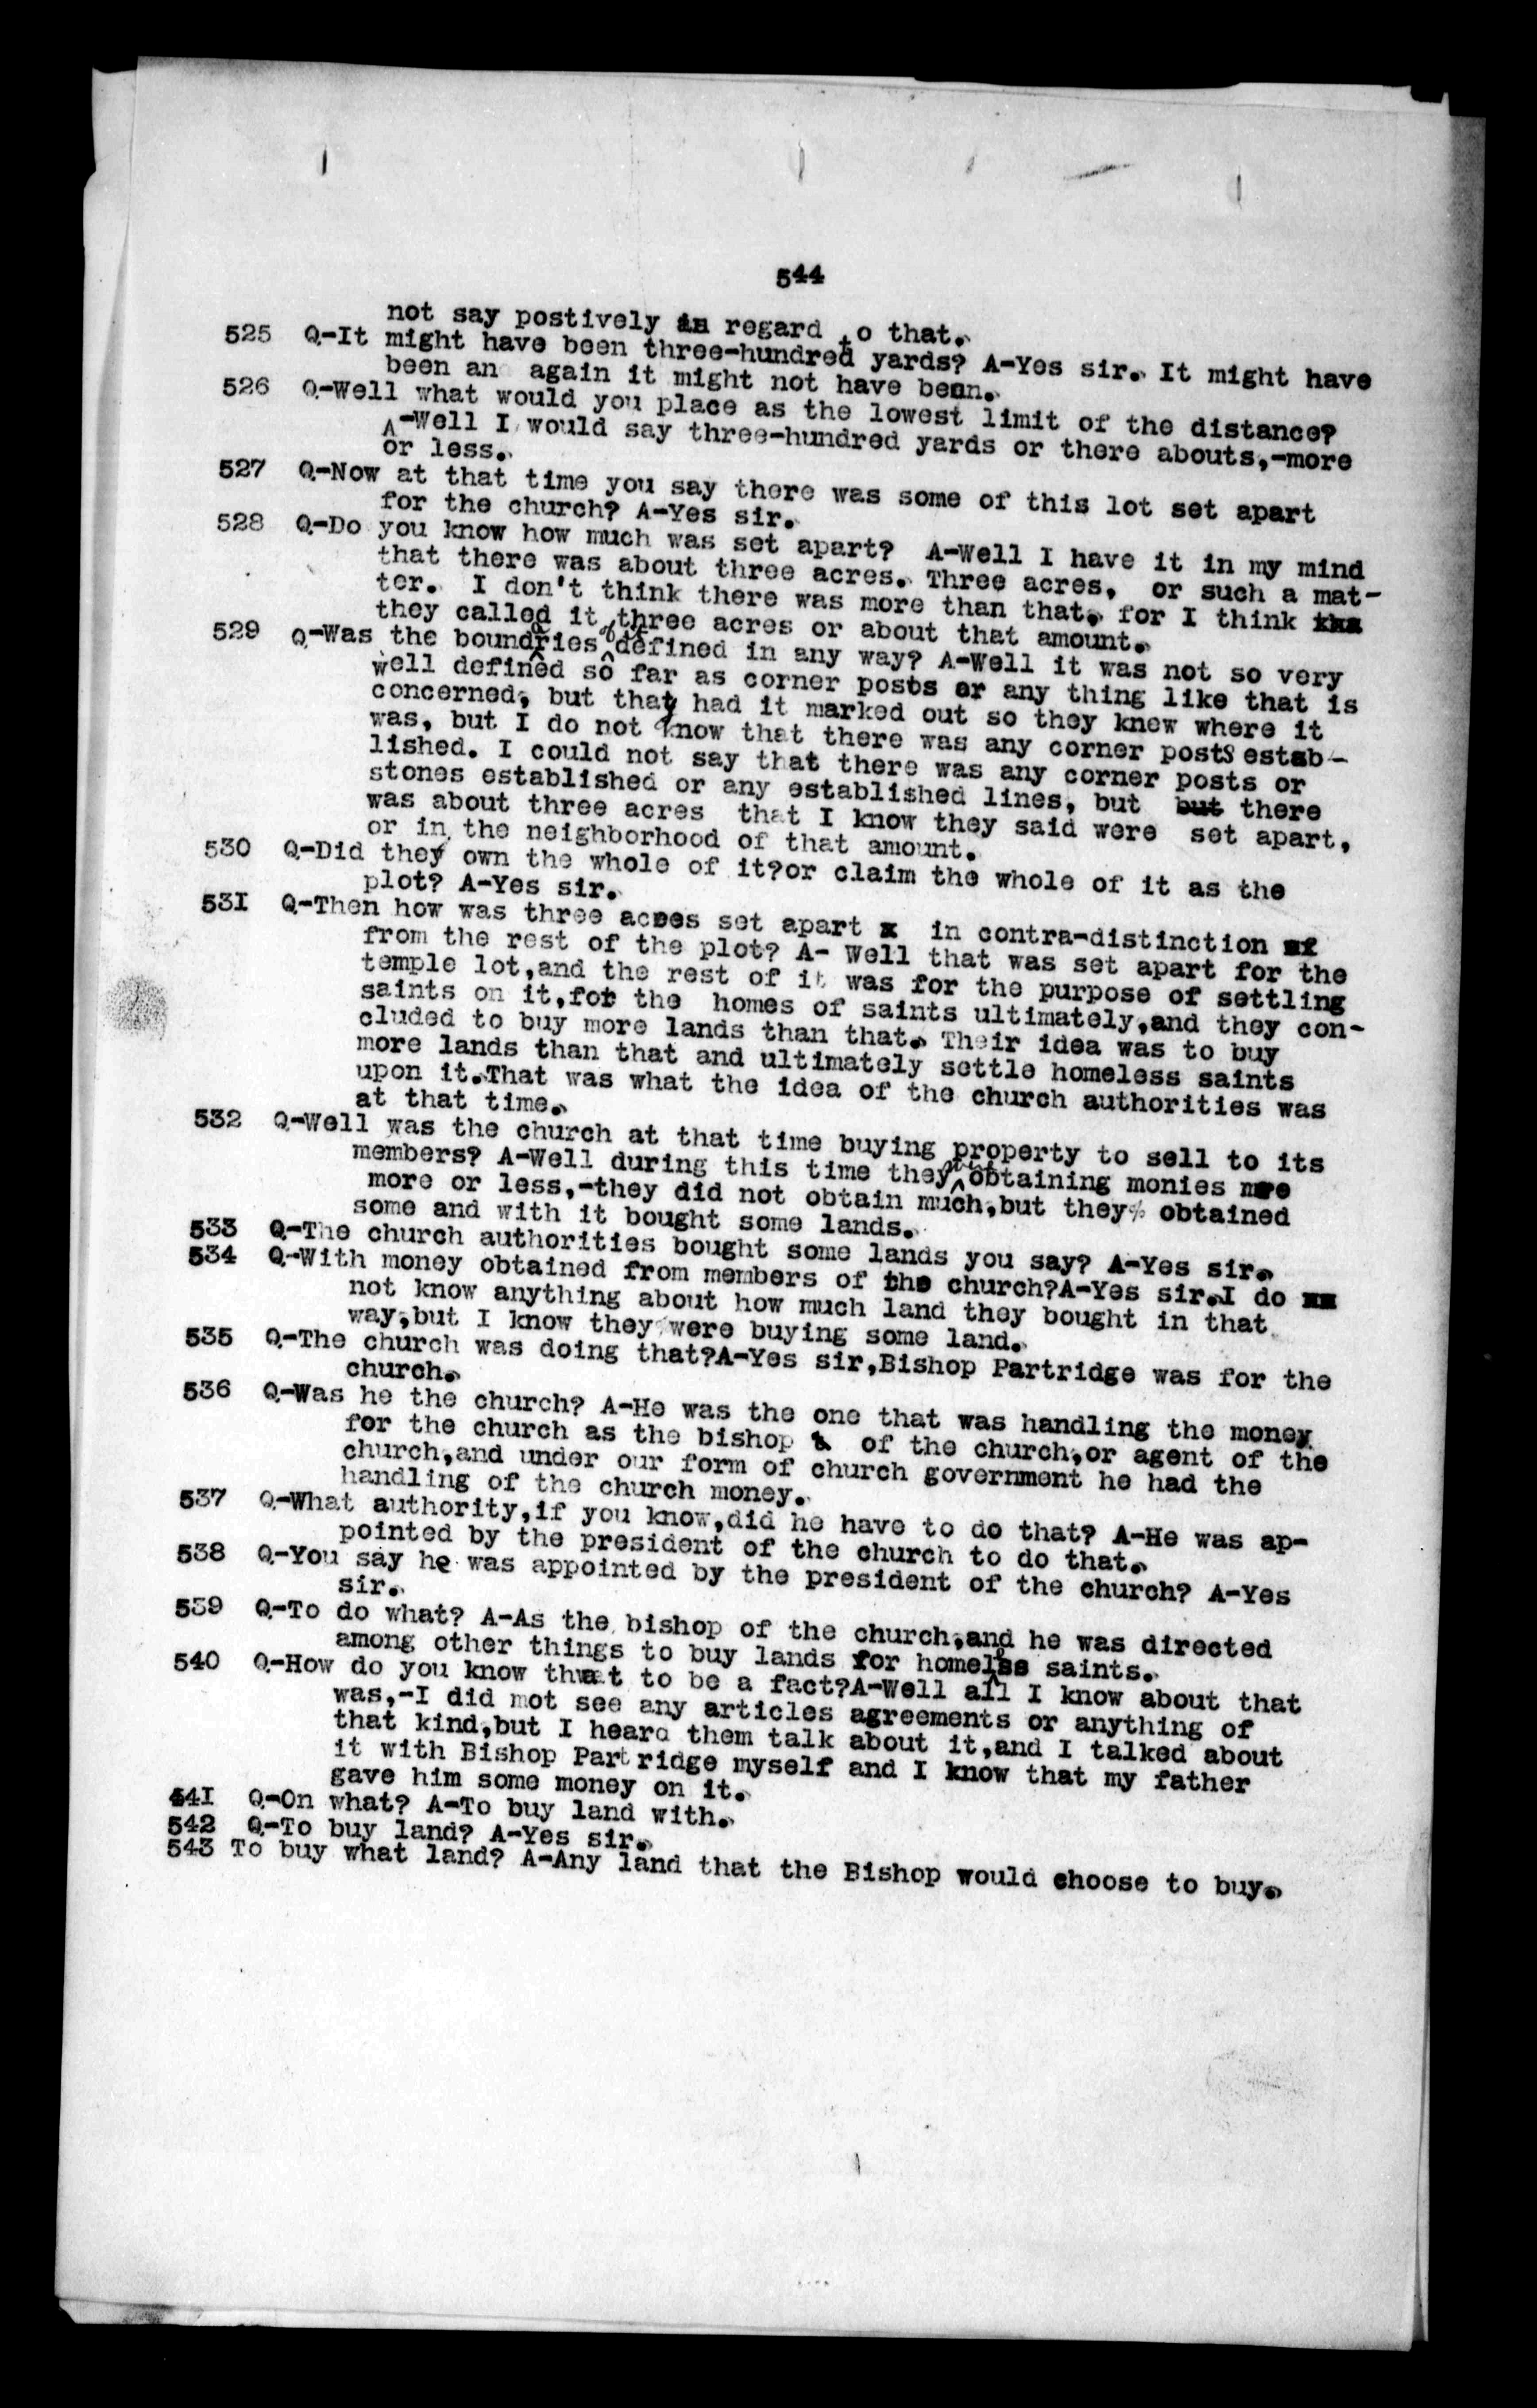 544
not say postively in regard to that.
525 Q-It might have been three-hundred yards? A-Yes sir. It might have
been an again it might not have been.
526 Q-Well what would you place as the lowest limit of the distance?
A-Well I would say three-hundred yards or there abouts,-more
or less.
527 Q-Now at that time you say there was some of this lot set apart
for the church? A-Yes sir.
528 Q-Do you know how much was set apart? A-Well I have it in my mind
that there was about three acres. Three acres, or such a mat-
ter. I don't think there was more than that, for I think
they called it three acres or about that amount.
529 Q-Was the boundaries of it defined in any way? A-Well it was not so very
well defined so far as corner posts or any thing like that is
concerned, but thay had it marked out so they knew where it
was, but I do not know that there was any corner postS estab-
lished. I could not say that there was any corner posts or
stones established or any established lines, but but there
was about three acres that I know they said were set apart,
or in the neighborhood of that amount.
530 Q-Did they own the whole of it?or claim the whole of it as the
plot? A-Yes sir.
531 Q-Then how was three acres set apart x in contra-distinction
from the rest of the plot? A- Well that was set apart for the
temple lot,and the rest of it was for the purpose of settling
saints on it,for the homes of saints ultimately,and they con-
cluded to buy more lands than that. Their idea was to buy
more lands than that and ultimately settle homeless saints
upon it.That was what the idea of the church authorities was
at that time.
532 Q-Well was the church at that time buying property to sell to its
members? A-Well during this time they were obtaining monies
more or less,-they did not obtain much,but they obtained
some and with it bought some lands.
533 Q-The church authorities bought some lands you say? A-Yes sir.
534 Q-With money obtained from members of the church?A-Yes sir.I do
not know anything about how much land they bought in that
way,but I know they were buying some land.
535 Q-The church was doing that?A-Yes sir,Bishop Partridge was for the
church.
536 Q-Was he the church? A-He was the one that was handling the money
for the church as the bishop of the church,or agent of the
church,and under our form of church government he had the
handling of the church money.
537 Q-What authority,if you know,did he have to do that? A-He was ap-
pointed by the president of the church to do that.
538 Q-You say he was appointed by the president of the church? A-Yes
sir.
539 Q-To do what? A-As the bishop of the church,and he was directed
among other things to buy lands for homeless saints.
540 Q-How do you know that to be a fact?A-Well all I know about that
was,-I did mot see any articles agreements or anything of
that kind,but I heard them talk about it,and I talked about
it with Bishop Partridge myself and I know that my father
gave him some money on it.
541 Q-On what? A-To buy land with.
542 Q-To buy land? A-Yes sir.
543 To buy what land? A-Any land that the Bishop would choose to buy.